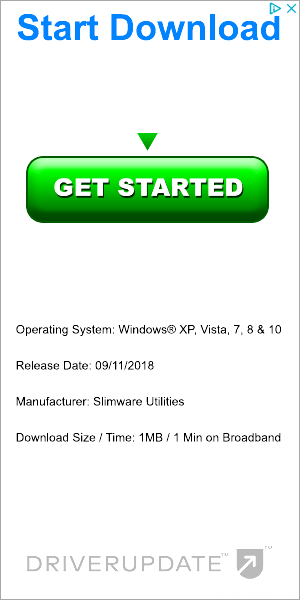 Start Download
GET STARTED
Operating System: Windows® XP, Vista, 7, 8 & 10
Release Date: 09/11/2018
Manufacturer: Slimware Utilities
Download Size / Time: 1MB / 1 Min on Broadband
DRIVERUPDATE™ ™